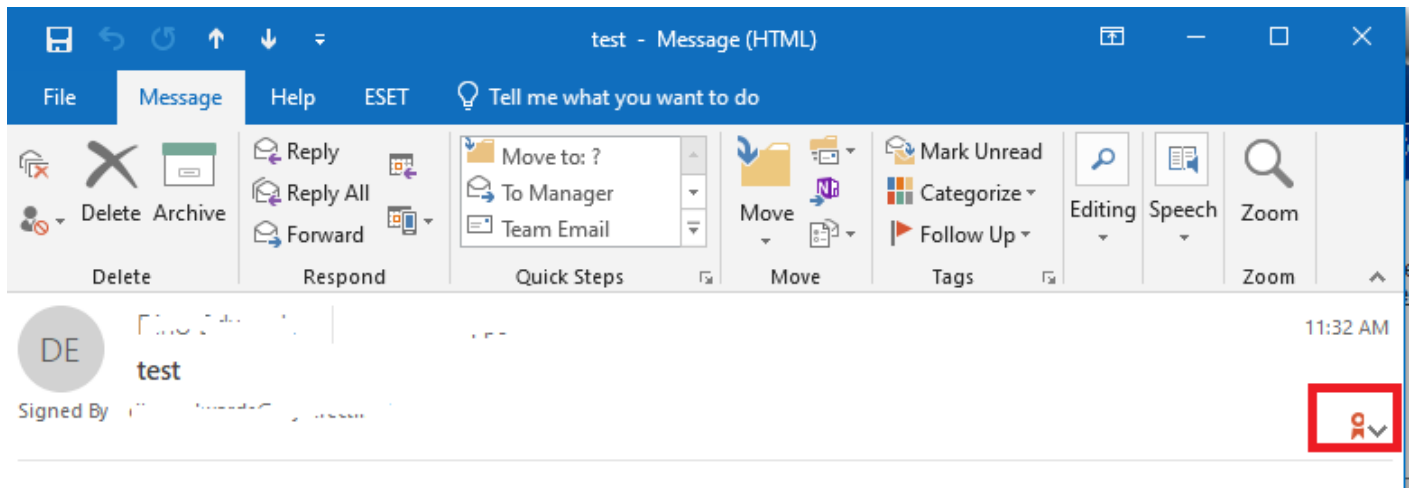 test - Message (HTML)
File Message Help ESET Tell me what you want to do
Reply Move to: ? Mark Unread
Reply All To Manager Categorize
Delete Archive Move Editing Speech Zoom
Forward Team Email Follow Up
Delete Respond Quick Steps Move Tags Zoom
11:32 AM
DE
test
Signed By